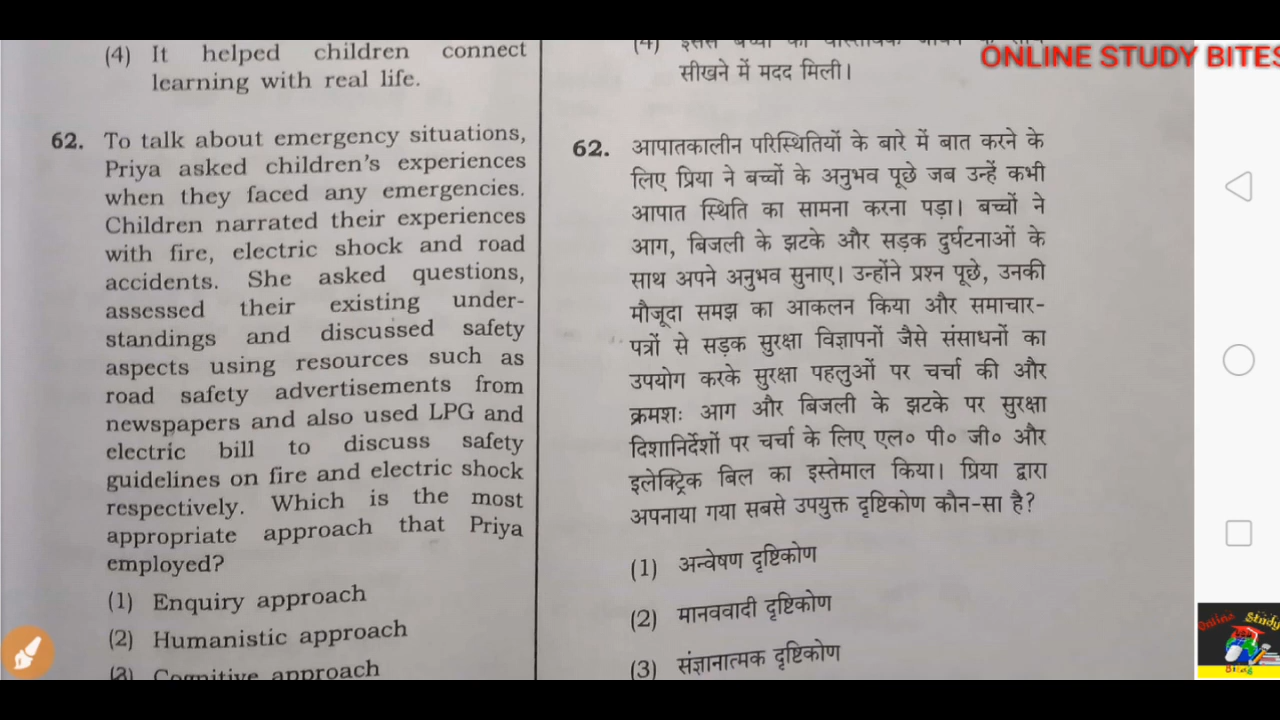 (4) It helped children connect
learning with real life.
62. To talk about emergency situations,
Priya asked children's experiences
when they faced any emergencies.
Children narrated their experiences
with fire, electric shock and road
accidents. She asked questions,
assessed their existing under-
standings and discussed safety
aspects using resources such as
road safety advertisements from
newspapers and also used LPG and
electric bill to discuss safety
guidelines on fire and electric shock
respectively. Which is the most
appropriate approach that Priya
employed?
(1) Enquiry approach
(2) Humanistic approach
(3) Cognitive approach
सीखने में मदद मिली।
62. आपातकालीन परिस्थितियों के बारे में बात करने के
लिए प्रिया ने बच्चों के अनुभव पूछे जब उन्हें कभी
आपात स्थिति का सामना करना पड़ा। बच्चों ने
आग, बिजली के झटके और सड़क दुर्घटनाओं के
साथ अपने अनुभव सुनाए। उन्होंने प्रश्न पूछे, उनकी
मौजूदा समझ का आकलन किया और समाचार-
पत्रों से सड़क सुरक्षा विज्ञापनों जैसे संसाधनों का
उपयोग करके सुरक्षा पहलुओं पर चर्चा की और
क्रमशः आग और बिजली के झटके पर सुरक्षा
दिशानिर्देशों पर चर्चा के लिए एल० पी० जी० और
इलेक्ट्रिक बिल का इस्तेमाल किया। प्रिया द्वारा
अपनाया गया सबसे उपयुक्त दृष्टिकोण कौन-सा है?
(1) अन्वेषण दृष्टिकोण
(2) मानववादी दृष्टिकोण
(3) संज्ञानात्मक दृष्टिकोण
ONLINE STUDY BITES
Online Study
Bites